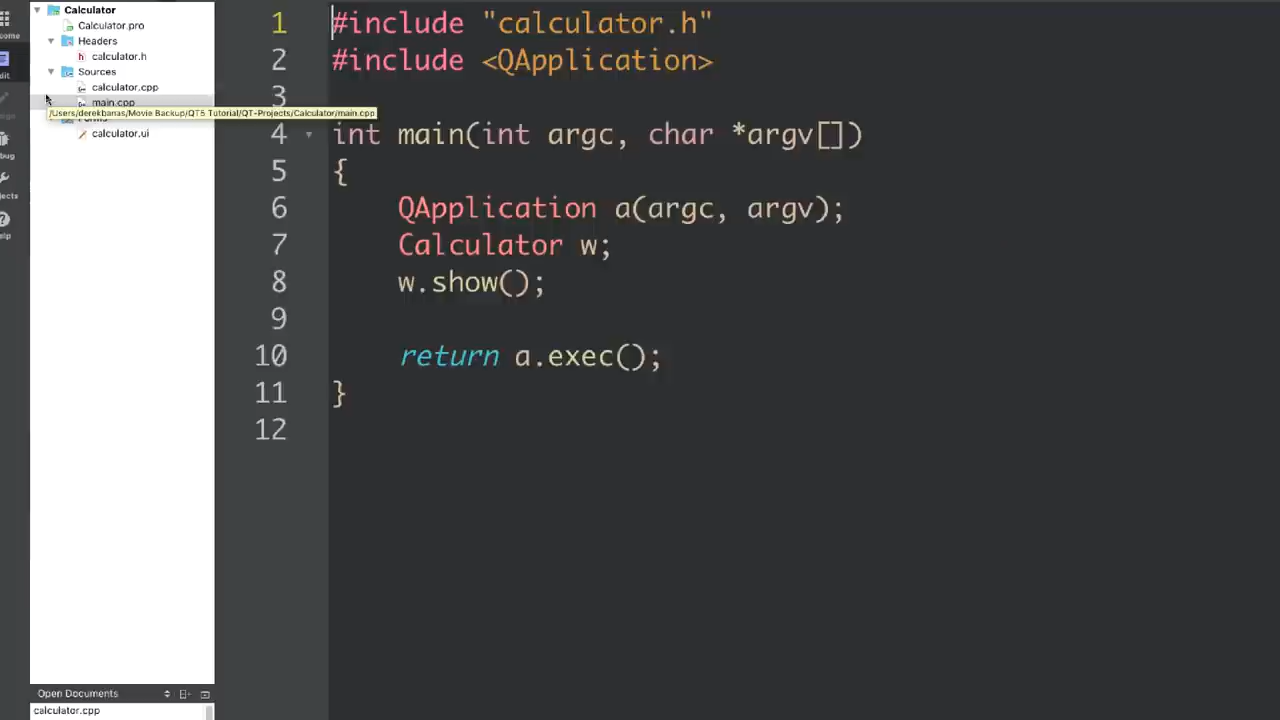 Calculator
Calculator.pro
Headers
calculator.h
Sources
calculator.cpp
main.cpp
/Users/derekbanas/Movie Backup/QT5 Tutorial/QT-Projects/Calculator/main.cpp
calculator.ui
1 #include "calculator.h"
2 #include <QApplication>
3
4 int main(int argc, char *argv[])
5 {
6 QApplication a(argc, argv);
7 Calculator w;
8 w.show();
9
10 return a.exec();
11 }
12
Open Documents
calculator.cpp